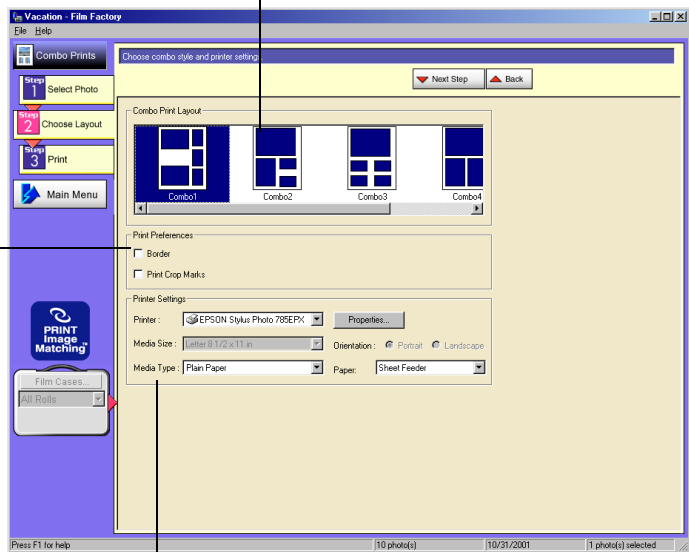 Vacation - Film Factory
File Help
Combo Prints
Choose combo style and printer settings.
Next Step
Back
Step 1 Select Photo
Step 2 Choose Layout
Step 3 Print
Main Menu
Combo Print Layout
Combo1 Combo2 Combo3 Combo4
Print Preferences
Border
Print Crop Marks
Printer Settings
Printer : EPSON Stylus Photo 785EPX Properties...
Media Size : Letter 8 1/2 x 11 in Orientation : Portrait Landscape
Media Type : Plain Paper Paper: Sheet Feeder
PRINT
Image
Matching™
Film Cases...
All Rolls
Press F1 for help 10 photo(s) 10/31/2001 1 photo(s) selected